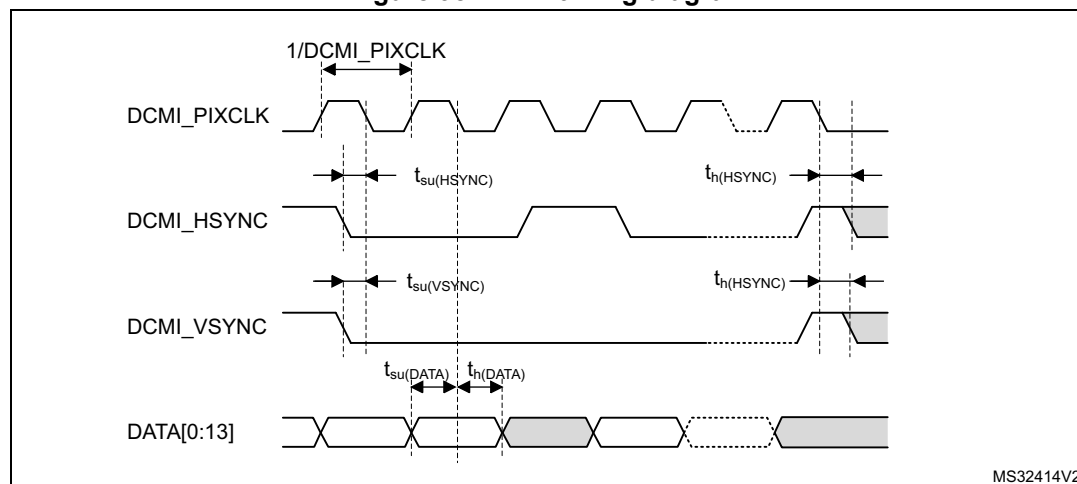 1/DCMI_PIXCLK
DCMI_PIXCLK
tsu(HSYNC) th(HSYNC)
DCMI_HSYNC
tsu(VSYNC) th(HSYNC)
DCMI_VSYNC
tsu(DATA) th(DATA)
DATA[0:13]
MS32414V2